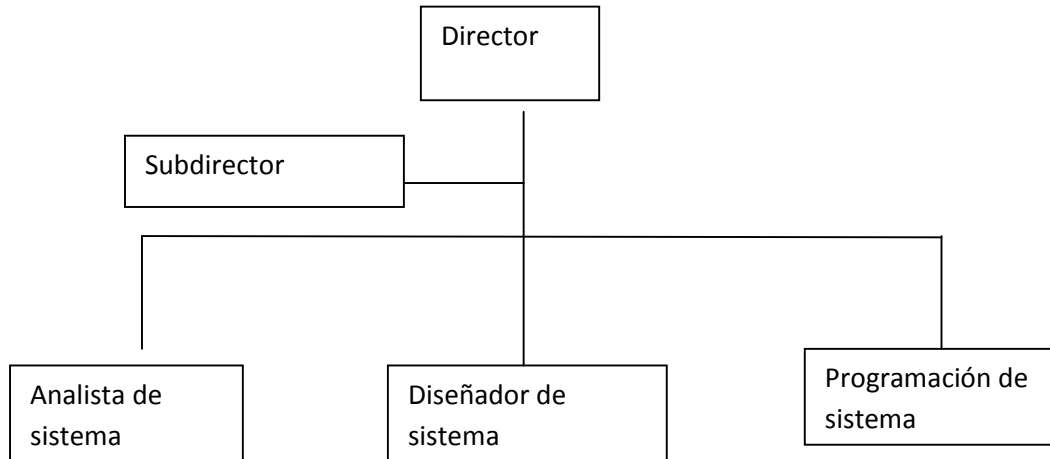 Director
Subdirector
Analista de
sistema
Diseñador de
sistema
Programación de
sistema